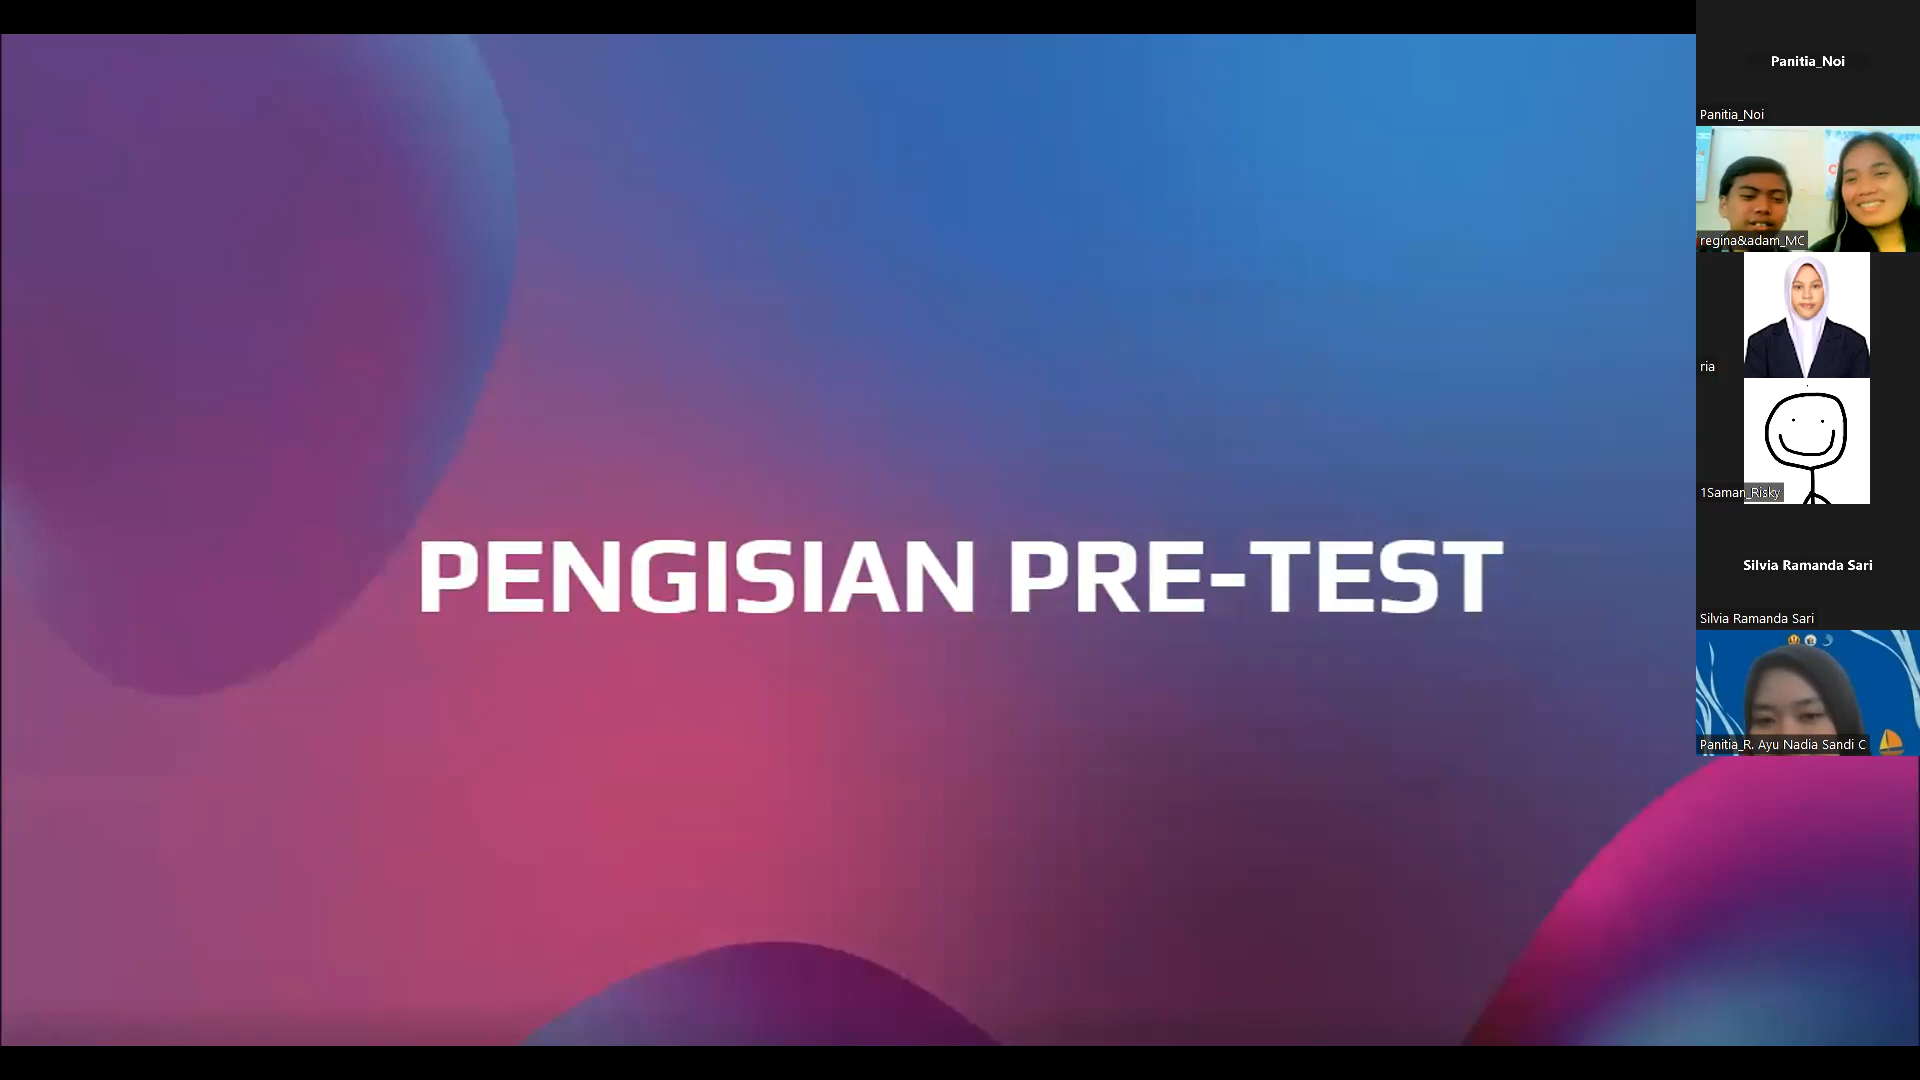 PENGISIAN PRE-TEST
Panitia_Noi
Panitia_Noi
regina&adam_MC
ria
1Saman_Risky
Silvia Ramanda Sari
Silvia Ramanda Sari
Panitia_R. Ayu Nadia Sandi C